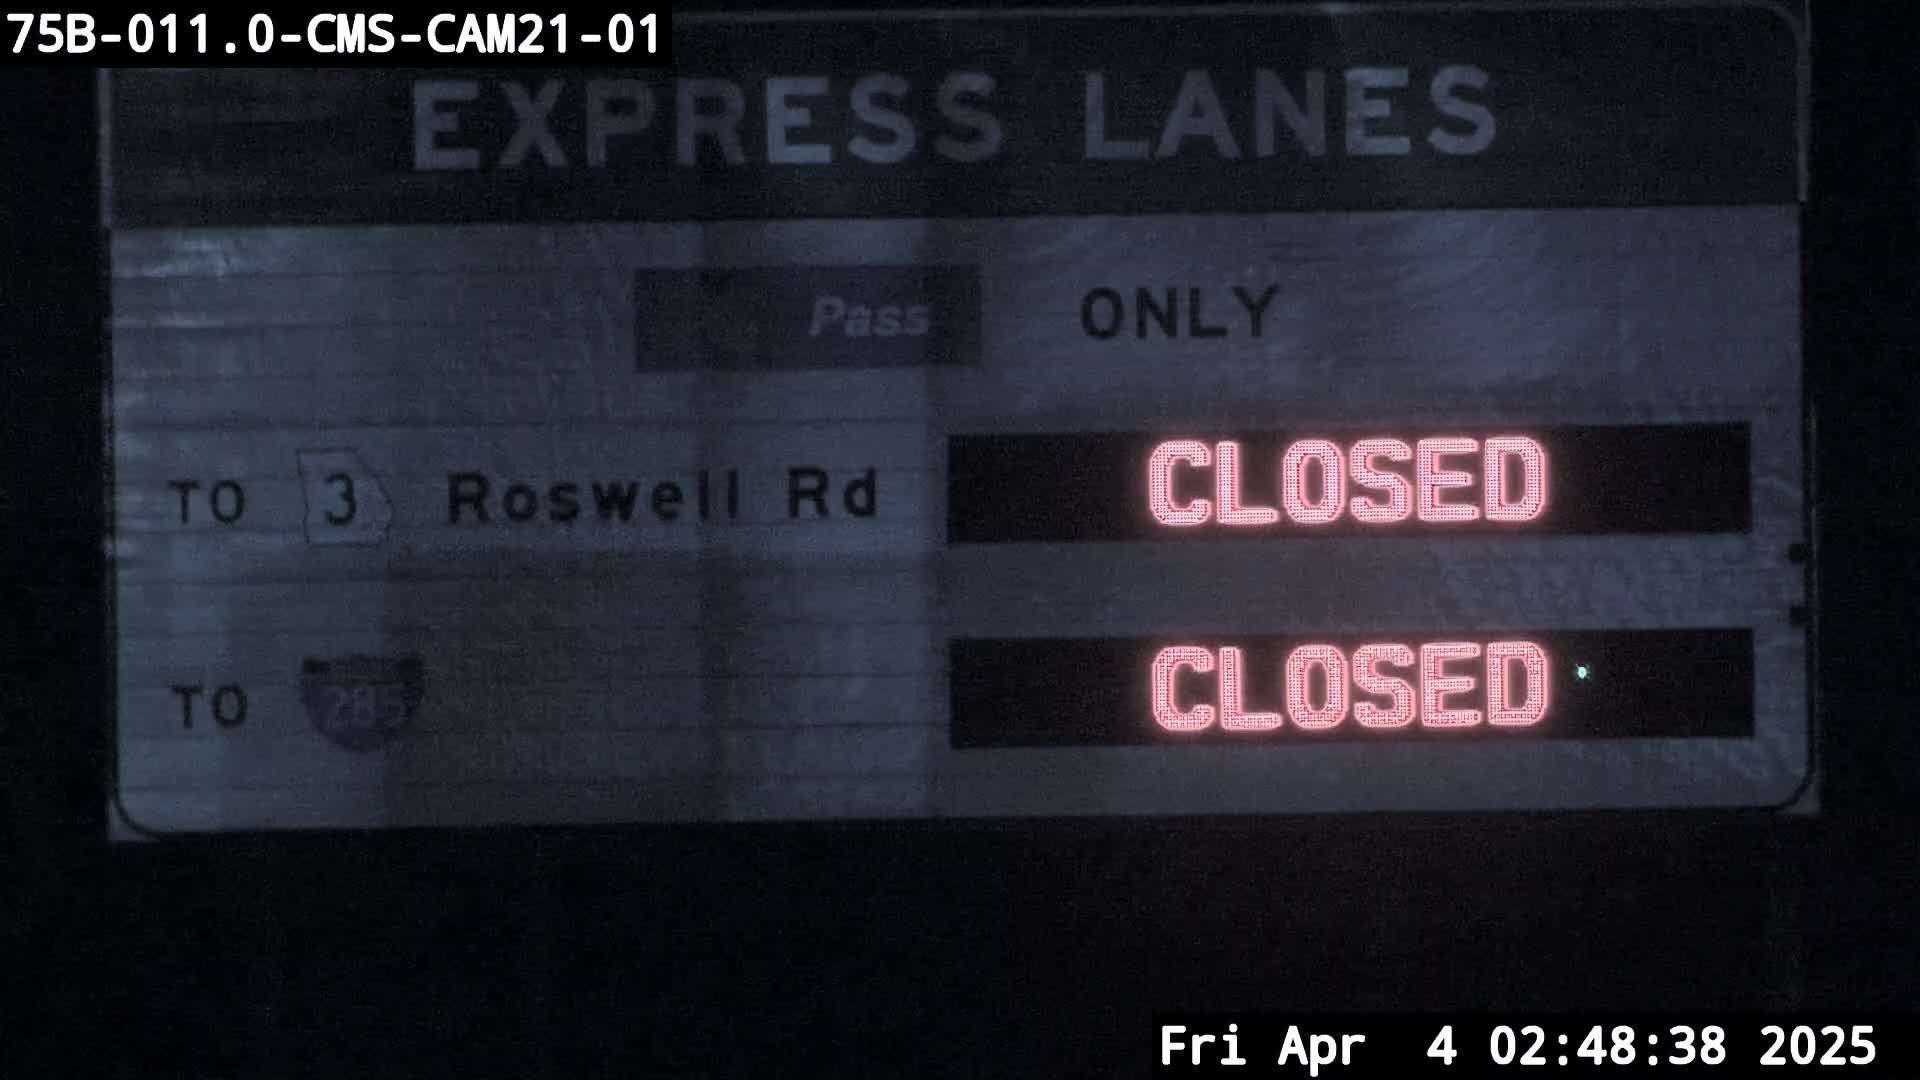 75B-011.0-CMS-CAM21-01
EXPRESS LANES
Pass ONLY
TO 3 Roswell Rd CLOSED
TO 285 CLOSED
Fri Apr 4 02:48:38 2025